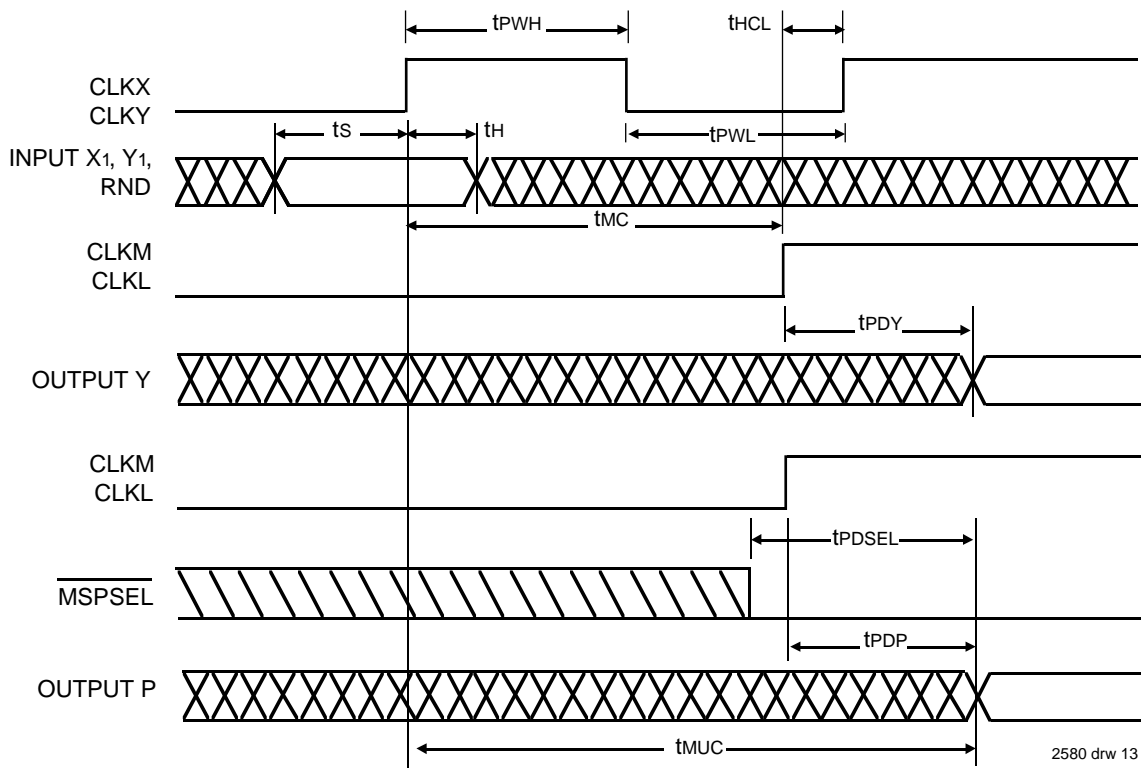 tPWH
tHCL
CLKX
CLKY
tS
tH
tPWL
INPUT X1, Y1,
RND
tMC
CLKM
CLKL
tPDY
OUTPUT Y
CLKM
CLKL
tPDSEL
MSPSEL
tPDP
OUTPUT P
tMUC
2580 drw 13